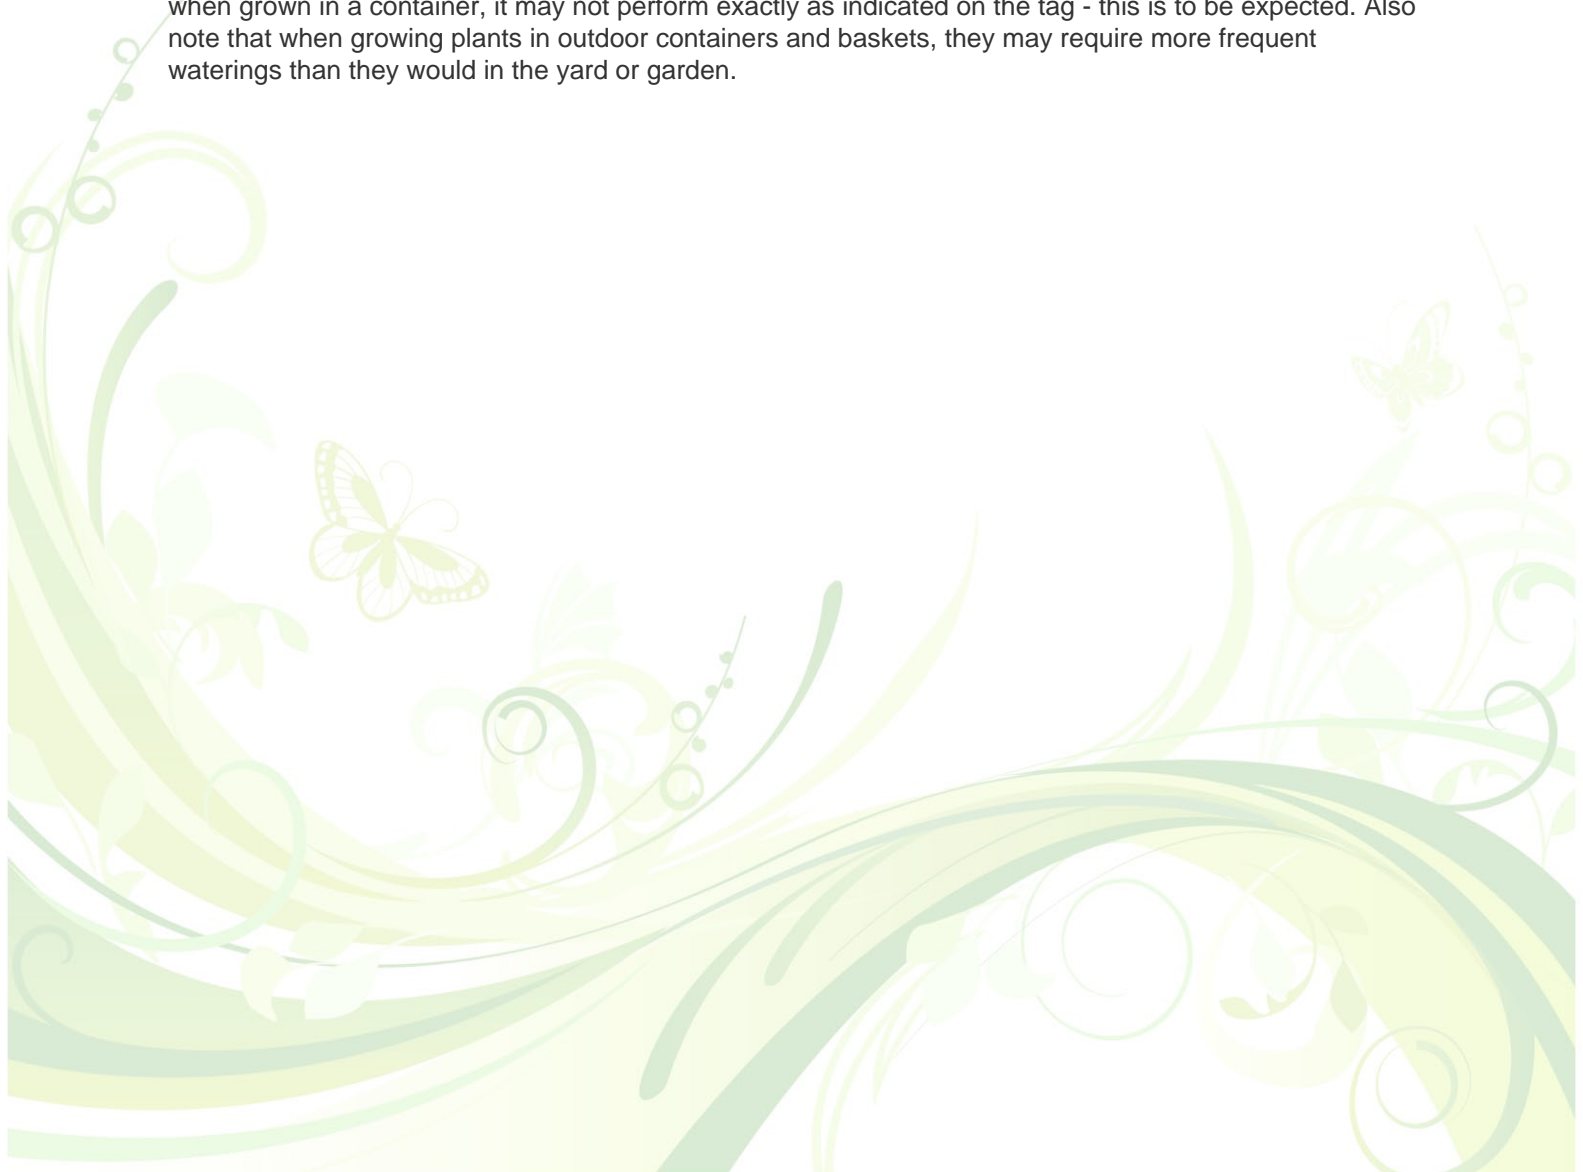 when grown in a container, it may not perform exactly as indicated on the tag - this is to be expected. Also
note that when growing plants in outdoor containers and baskets, they may require more frequent
waterings than they would in the yard or garden.